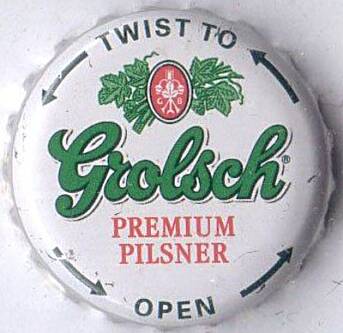 TWIST TO
G B
Grolsch®
PREMIUM
PILSNER
OPEN